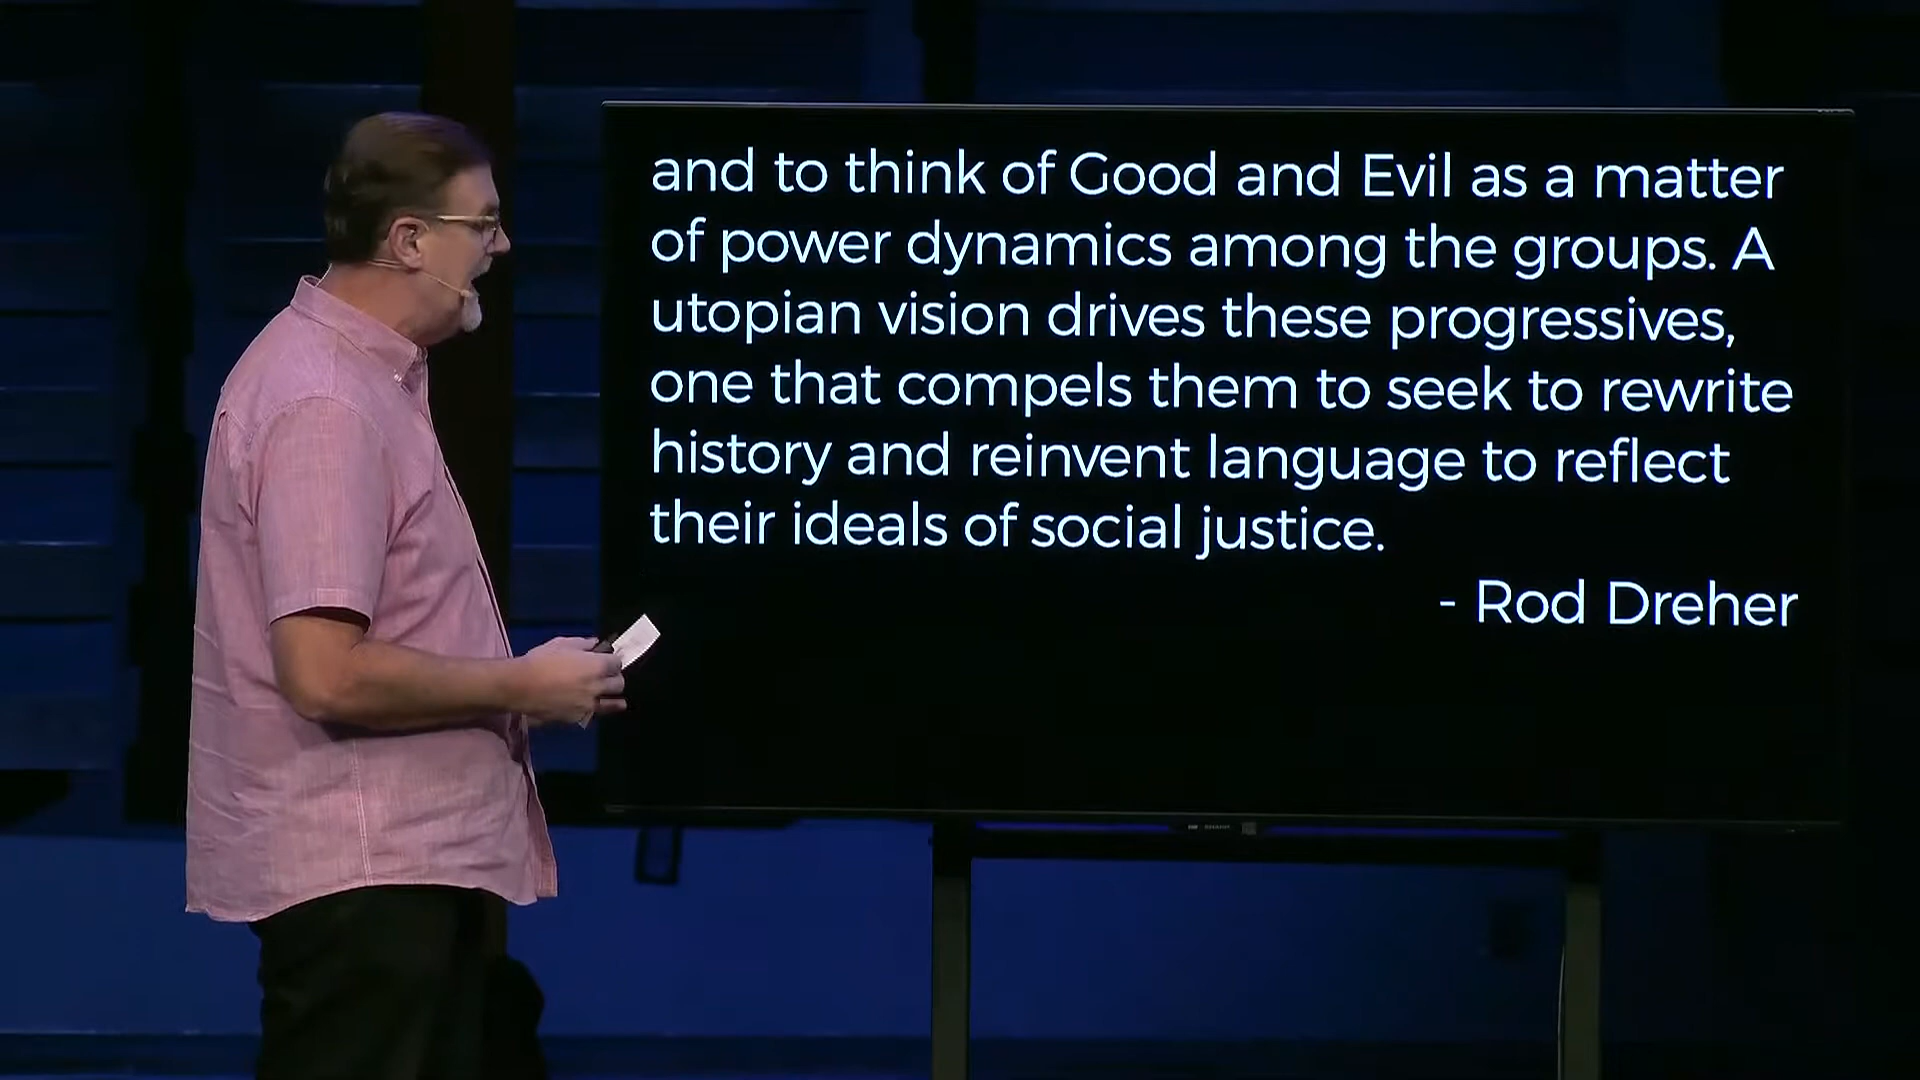 and to think of Good and Evil as a matter
of power dynamics among the groups. A
utopian vision drives these progressives,
one that compels them to seek to rewrite
history and reinvent language to reflect
their ideals of social justice.
- Rod Dreher